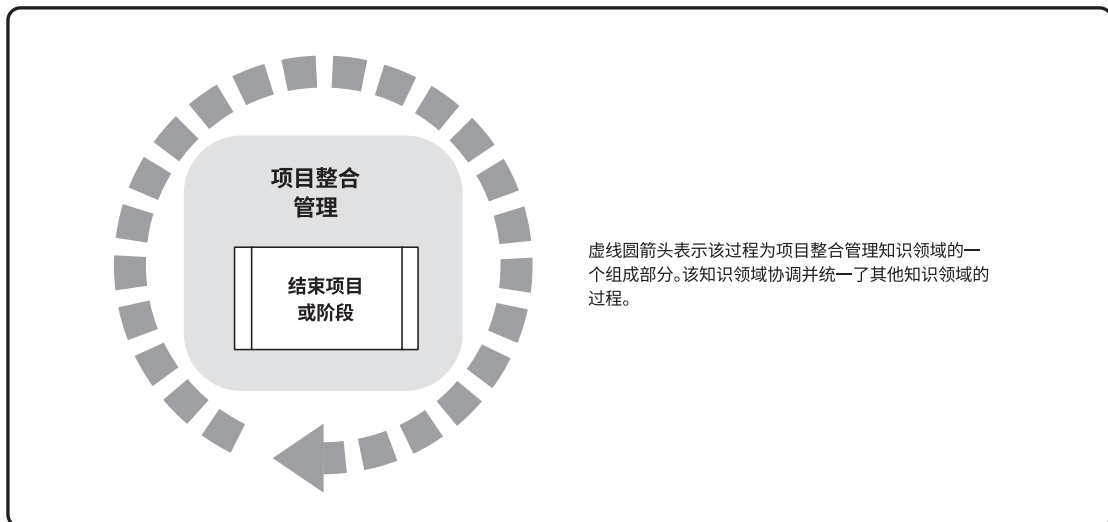 项目整合
管理
结束项目
或阶段
虚线圆箭头表示该过程为项目整合管理知识领域的一
个组成部分。该知识领域协调并统一了其他知识领域的
过程。